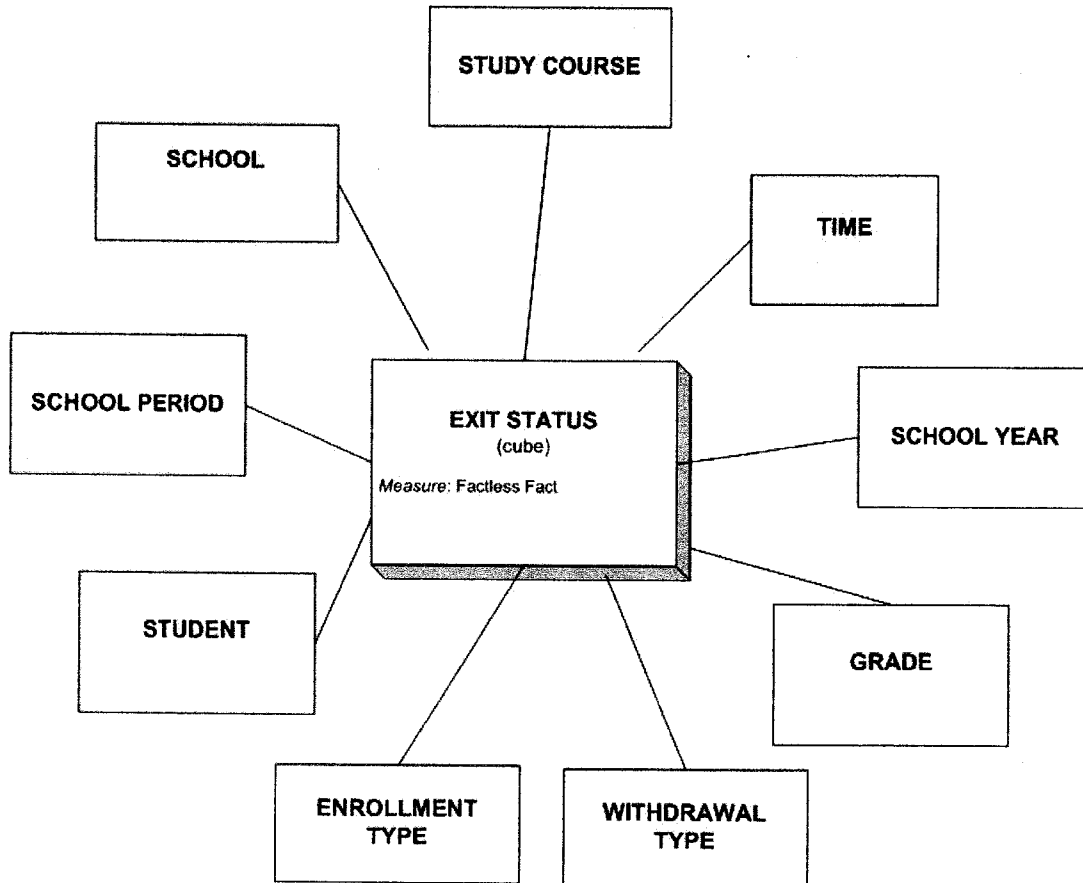 STUDY COURSE
SCHOOL
TIME
SCHOOL PERIOD
EXIT STATUS
(cube)
Measure: Factless Fact
SCHOOL YEAR
STUDENT
GRADE
ENROLLMENT
TYPE
WITHDRAWAL
TYPE